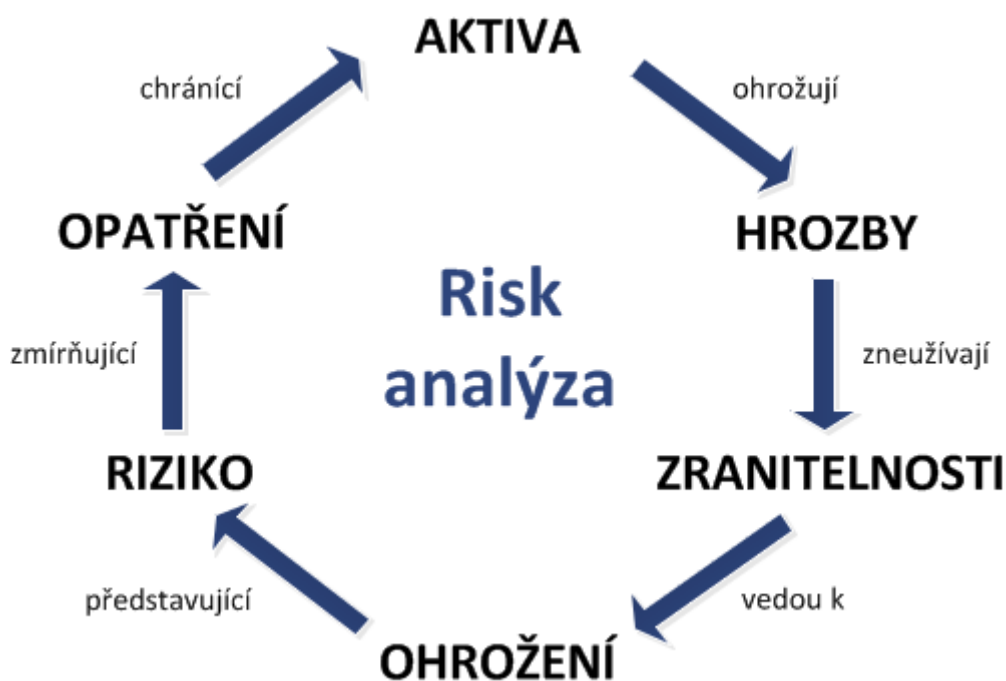 AKTIVA
chránící
ohrožují
OPATŘENÍ
HROZBY
Risk
analýza
zmírňující
zneužívají
RIZIKO
ZRANITELNOSTI
představující
vedou k
OHROŽENÍ